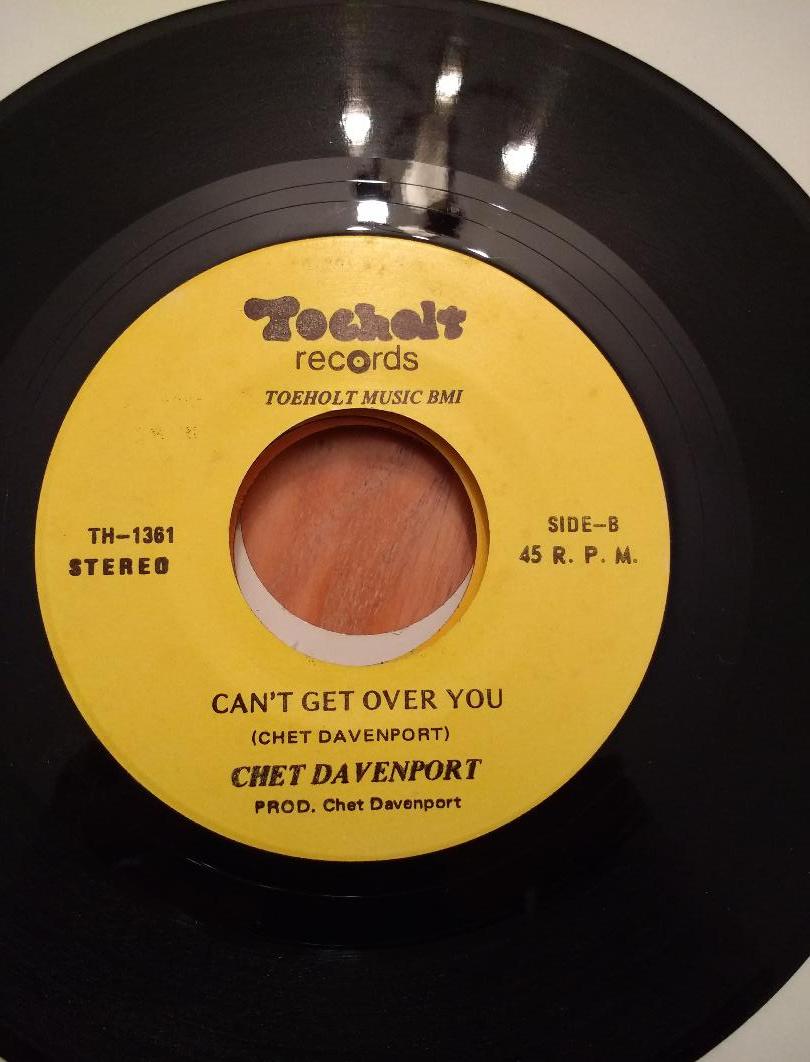 Toeholt
records
TOEHOLT MUSIC BMI
TH-1361
STEREO
SIDE-B
45 R. P. M.
CAN'T GET OVER YOU
(CHET DAVENPORT)
CHET DAVENPORT
PROD. Chet Davenport